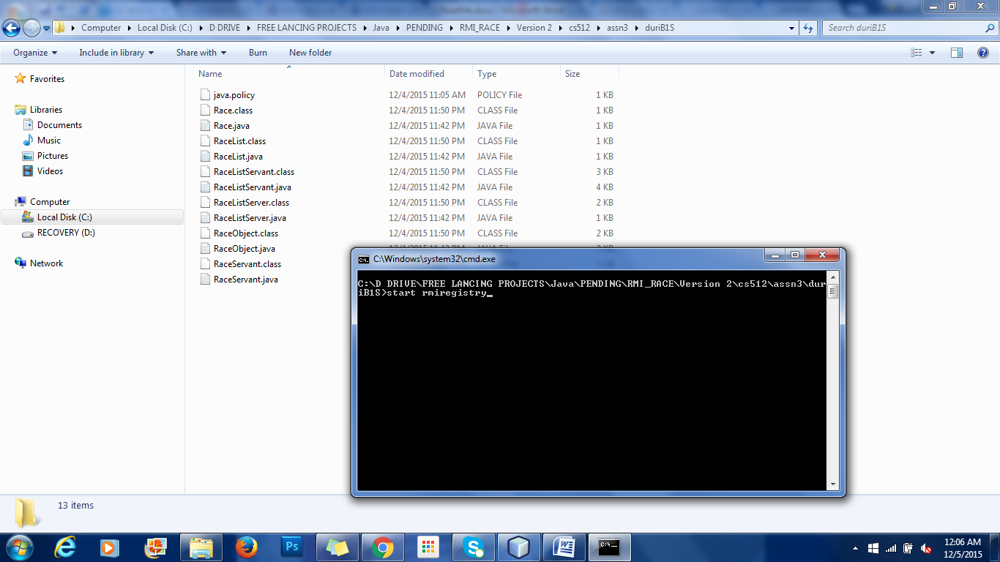 Computer Local Disk (C:) D DRIVE FREE LANCING PROJECTS Java PENDING RMI_RACE Version 2 cs512 assn3 duriB1S Search duriB1S
Organize Include in library Share with Burn New folder
Favorites
Libraries
Documents
Music
Pictures
Videos
Computer
Local Disk (C:)
RECOVERY (D:)
Network
Name Date modified Type Size
java.policy 12/4/2015 11:05 AM POLICY File 1 KB
Race.class 12/4/2015 11:50 PM CLASS File 1 KB
Race.java 12/4/2015 11:42 PM JAVA File 1 KB
RaceList.class 12/4/2015 11:50 PM CLASS File 1 KB
RaceList.java 12/4/2015 11:42 PM JAVA File 1 KB
RaceListServant.class 12/4/2015 11:50 PM CLASS File 3 KB
RaceListServant.java 12/4/2015 11:42 PM JAVA File 4 KB
RaceListServer.class 12/4/2015 11:50 PM CLASS File 2 KB
RaceListServer.java 12/4/2015 11:42 PM JAVA File 1 KB
RaceObject.class 12/4/2015 11:50 PM CLASS File 2 KB
RaceObject.java
RaceServant.class
RaceServant.java
C:\Windows\system32\cmd.exe
C:\D DRIVE\FREE LANCING PROJECTS\Java\PENDING\RMI_RACE\Version 2\cs512\assn3\dur
iB1S>start rmiregistry_
13 items
Ps
12:06 AM
12/5/2015